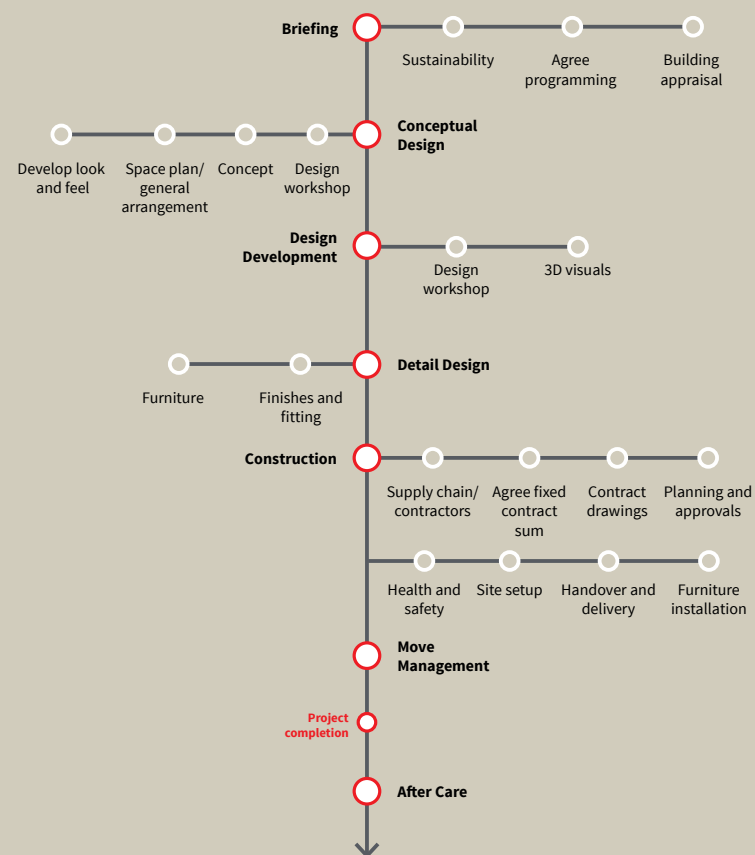 Briefing
Sustainability
Agree
programming
Building
appraisal
Conceptual
Design
Develop look
and feel
Space plan/
general
arrangement
Concept
Design
workshop
Design
Development
Design
workshop
3D visuals
Detail Design
Furniture
Finishes and
fitting
Construction
Supply chain/
contractors
Agree fixed
contract
sum
Contract
drawings
Planning and
approvals
Health and
safety
Site setup
Handover and
delivery
Furniture
installation
Move
Management
Project
completion
After Care